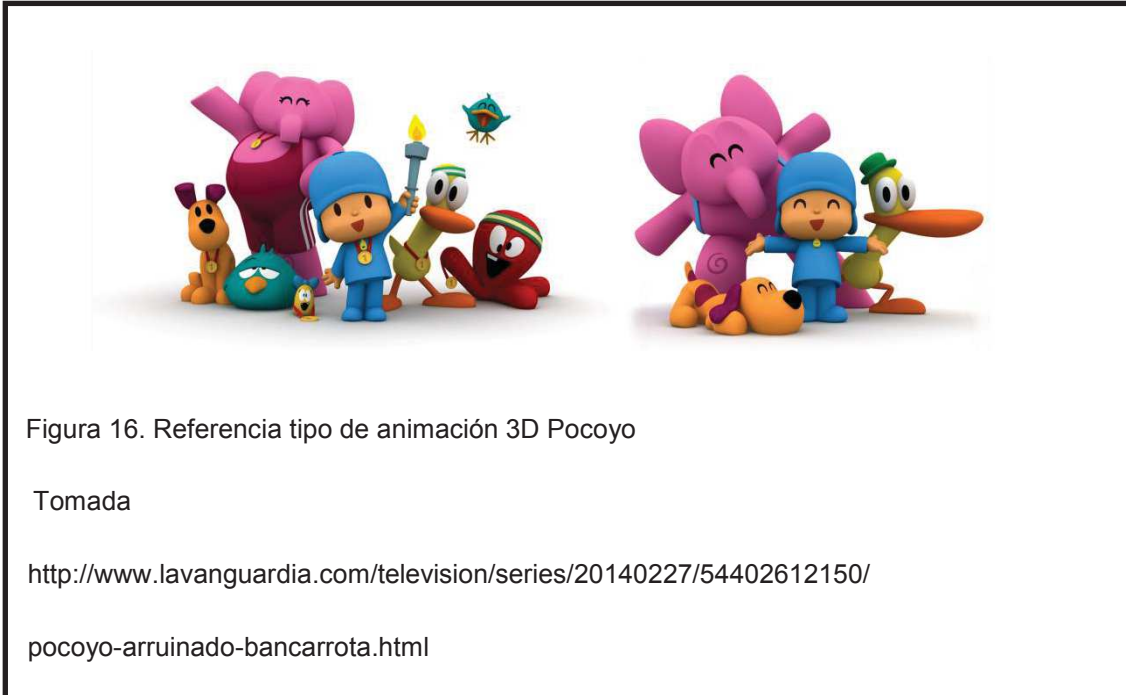 Figura 16. Referencia tipo de animación 3D Pocoyo
Tomada
http://www.lavanguardia.com/television/series/20140227/54402612150/
pocoyo-arruinado-bancarrota.html